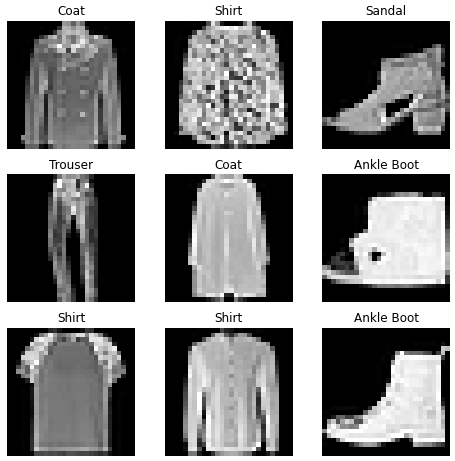 Coat
Shirt
Sandal
Trouser
Coat
Ankle Boot
Shirt
Shirt
Ankle Boot